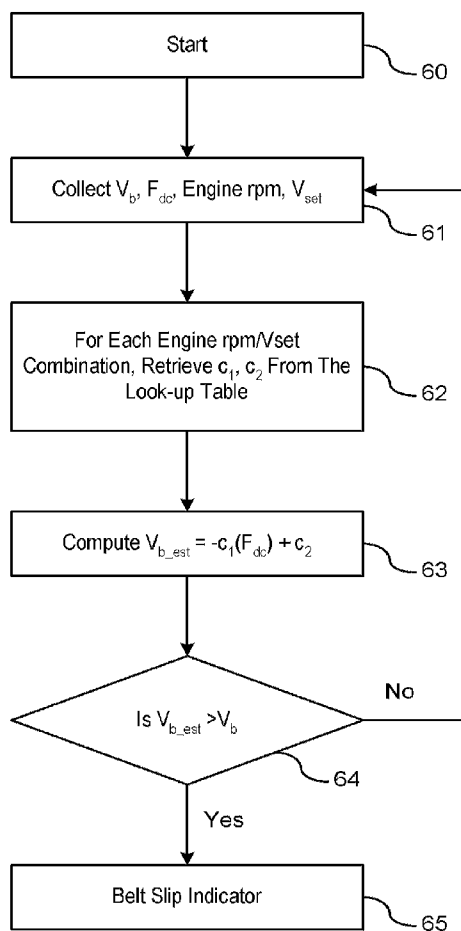 Start
60
Collect V_b, F_dc, Engine rpm, V_set
61
For Each Engine rpm/Vset
Combination, Retrieve c_1, c_2 From The
Look-up Table
62
Compute V_b_est = -c_1(F_dc) + c_2
63
Is V_b_est >V_b
No
64
Yes
Belt Slip Indicator
65